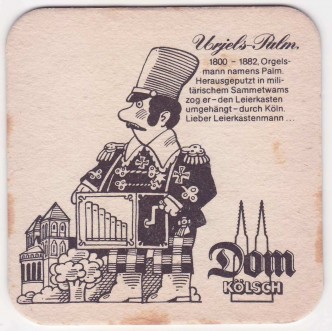 Urjels-Palm,
1800 - 1882, Orgels-
mann namens Palm.
Herausgeputzt in mili-
tärischem Sammetwams
zog er - den Leierkasten
umgehängt - durch Köln.
Lieber Leierkastenmann ...
Dom
KÖLSCH